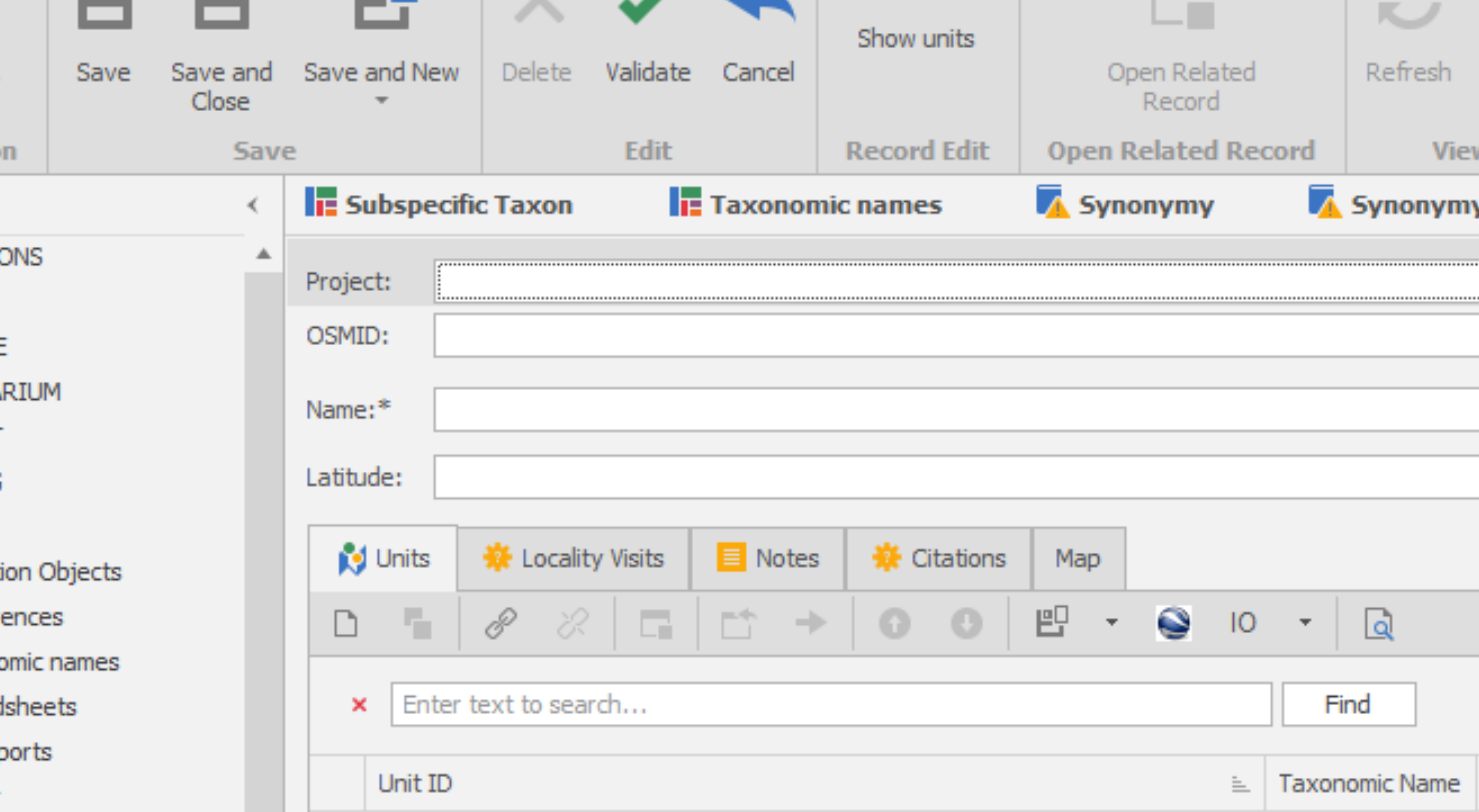 Save
Save and Close
Save and New
Delete
Validate
Cancel
Show units
Open Related Record
Refresh
Save
Edit
Record Edit
Open Related Record
Subspecific Taxon
Taxonomic names
Synonymy
Synonymy
Project:
OSMID:
Name:*
Latitude:
Units
Locality Visits
Notes
Citations
Map
IO
Enter text to search...
Find
Unit ID
Taxonomic Name
ONS
ARIUM
ion Objects
ences
omic names
dsheets
ports